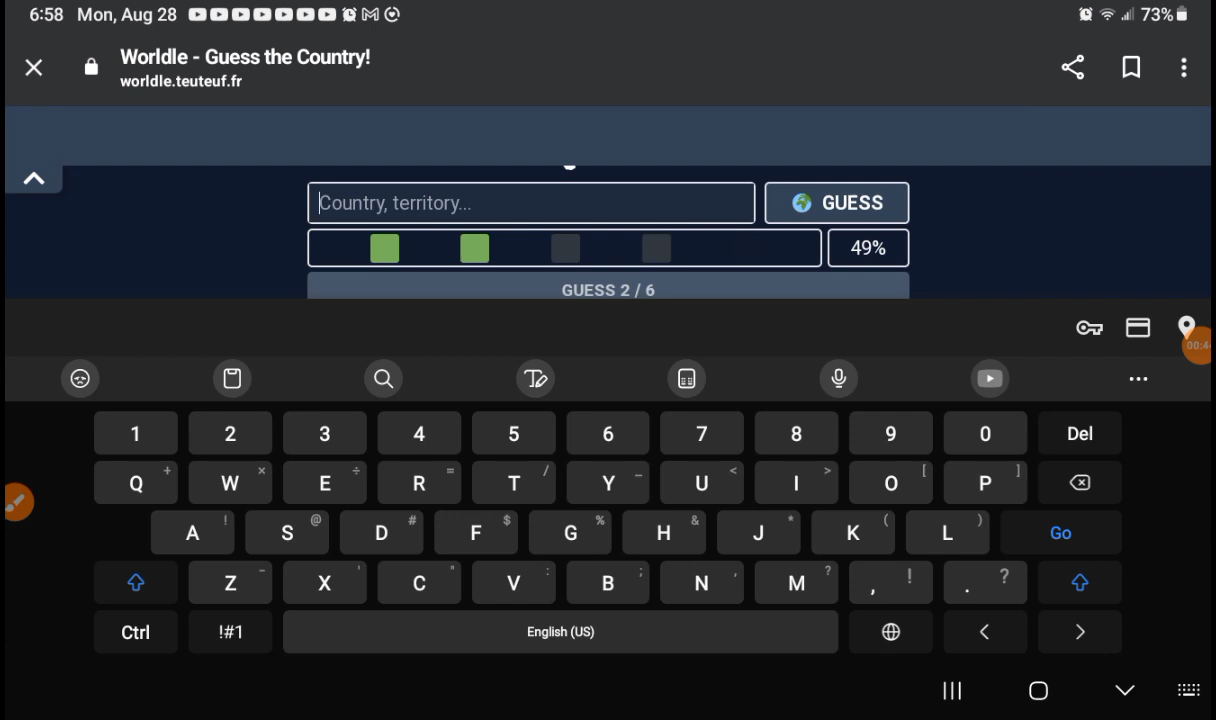 6:58 Mon, Aug 28 73%
Worldle - Guess the Country!
worldle.teuteuf.fr
Country, territory... GUESS
49%
GUESS 2 / 6
1 2 3 4 5 6 7 8 9 0 Del
Q + W × E ÷ R = T / Y _ U < I > O [ P ]
A ! S @ D # F $ G % H & J * K ( L ) Go
Z - X ' C " V : B ; N , M ? , ! . ?
Ctrl !#1 English (US) < >